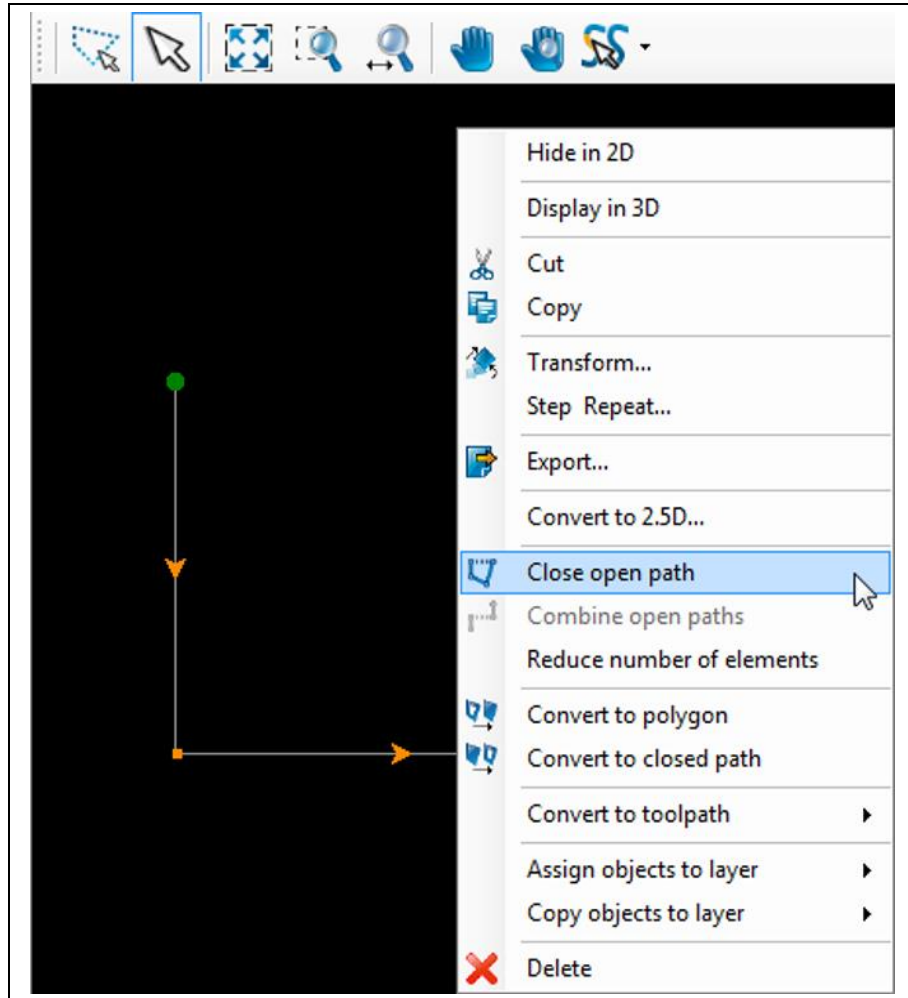 SS
Hide in 2D
Display in 3D
Cut
Copy
Transform...
Step Repeat...
Export...
Convert to 2.5D...
Close open path
Combine open paths
Reduce number of elements
Convert to polygon
Convert to closed path
Convert to toolpath
Assign objects to layer
Copy objects to layer
Delete